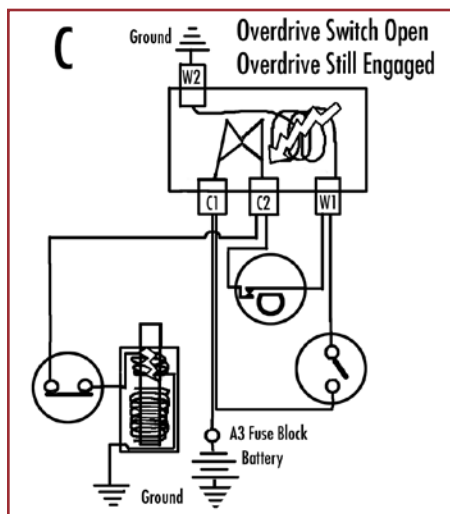 C
Overdrive Switch Open
Overdrive Still Engaged
Ground
W2
C1
C2
W1
A3 Fuse Block
Battery
Ground